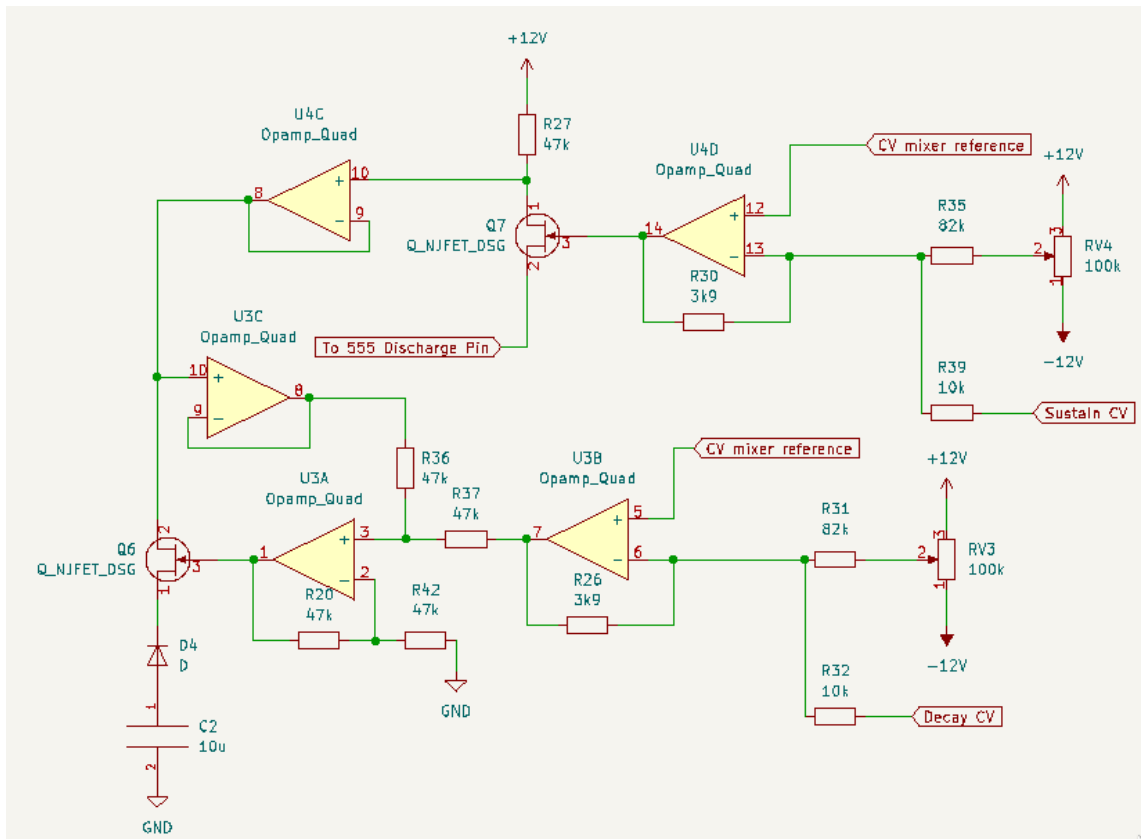 +12V
U4C
Opamp_Quad
10
8
9
R27
47k
Q7
Q_NJFET_DSG
1
3
2
To 555 Discharge Pin
U4D
Opamp_Quad
14
12
13
R30
3k9
CV mixer reference
R35
82k
+12V
3
2
1
RV4
100k
-12V
R39
10k
Sustain CV
U3C
Opamp_Quad
10
8
9
R36
47k
U3A
Opamp_Quad
1
3
2
R37
47k
R20
47k
R42
47k
GND
U3B
Opamp_Quad
7
5
6
R26
3k9
CV mixer reference
R31
82k
+12V
3
2
1
RV3
100k
-12V
R32
10k
Decay CV
Q6
Q_NJFET_DSG
2
3
1
D4
D
1
C2
10u
2
GND